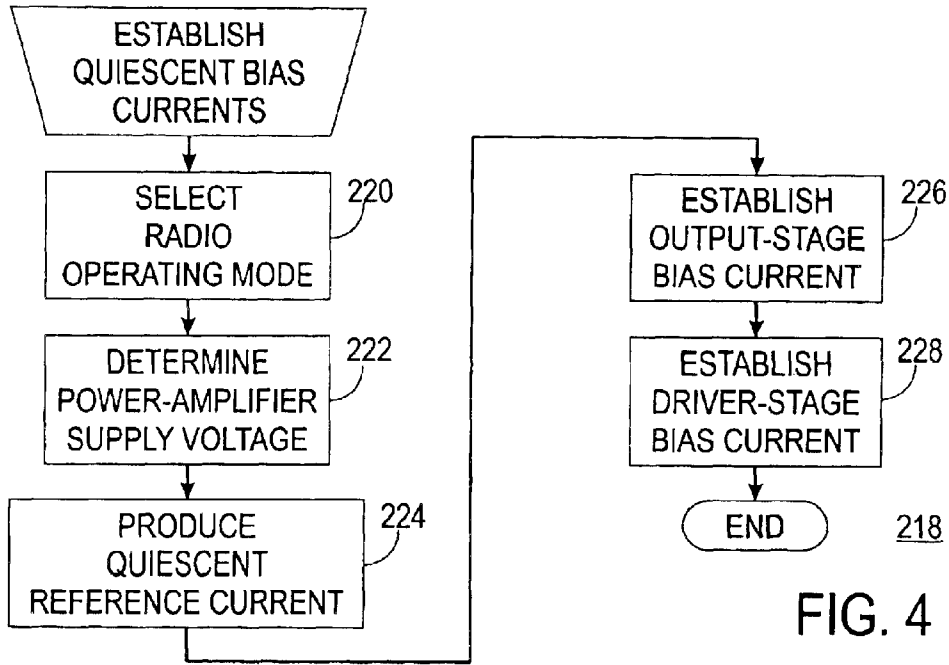 ESTABLISH
QUIESCENT BIAS
CURRENTS
SELECT
RADIO
OPERATING MODE
220
DETERMINE
POWER-AMPLIFIER
SUPPLY VOLTAGE
222
PRODUCE
QUIESCENT
REFERENCE CURRENT
224
ESTABLISH
OUTPUT-STAGE
BIAS CURRENT
226
ESTABLISH
DRIVER-STAGE
BIAS CURRENT
228
END
218
FIG. 4